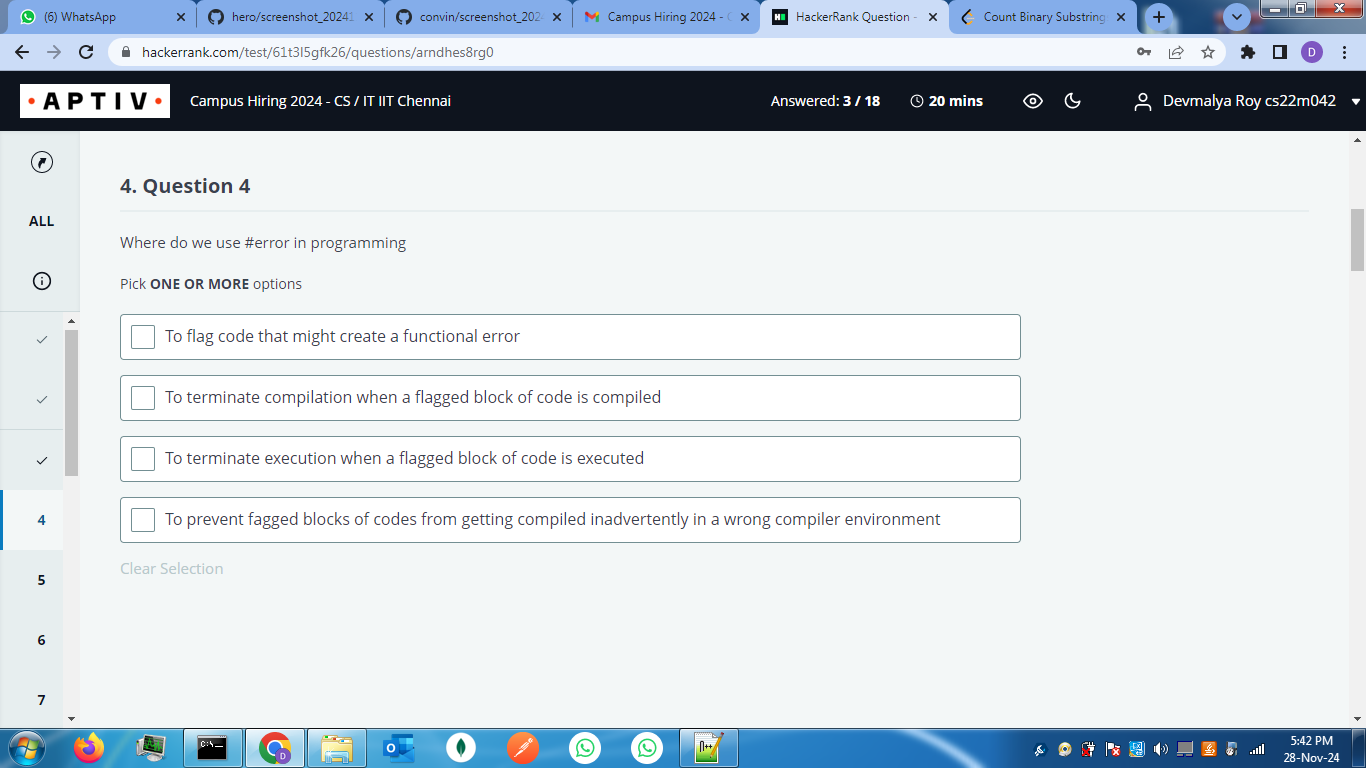 (6) WhatsApp
hero/screenshot_20241
convin/screenshot_202
Campus Hiring 2024 - C
HackerRank Question -
Count Binary Substring
hackerrank.com/test/61t3l5gfk26/questions/arndhes8rg0
D
APTIV
Campus Hiring 2024 - CS / IT IIT Chennai
Answered: 3 / 18
20 mins
Devmalya Roy cs22m042
ALL
4
5
6
7
4. Question 4
Where do we use #error in programming
Pick ONE OR MORE options
To flag code that might create a functional error
To terminate compilation when a flagged block of code is compiled
To terminate execution when a flagged block of code is executed
To prevent fagged blocks of codes from getting compiled inadvertently in a wrong compiler environment
Clear Selection
5:42 PM
28-Nov-24